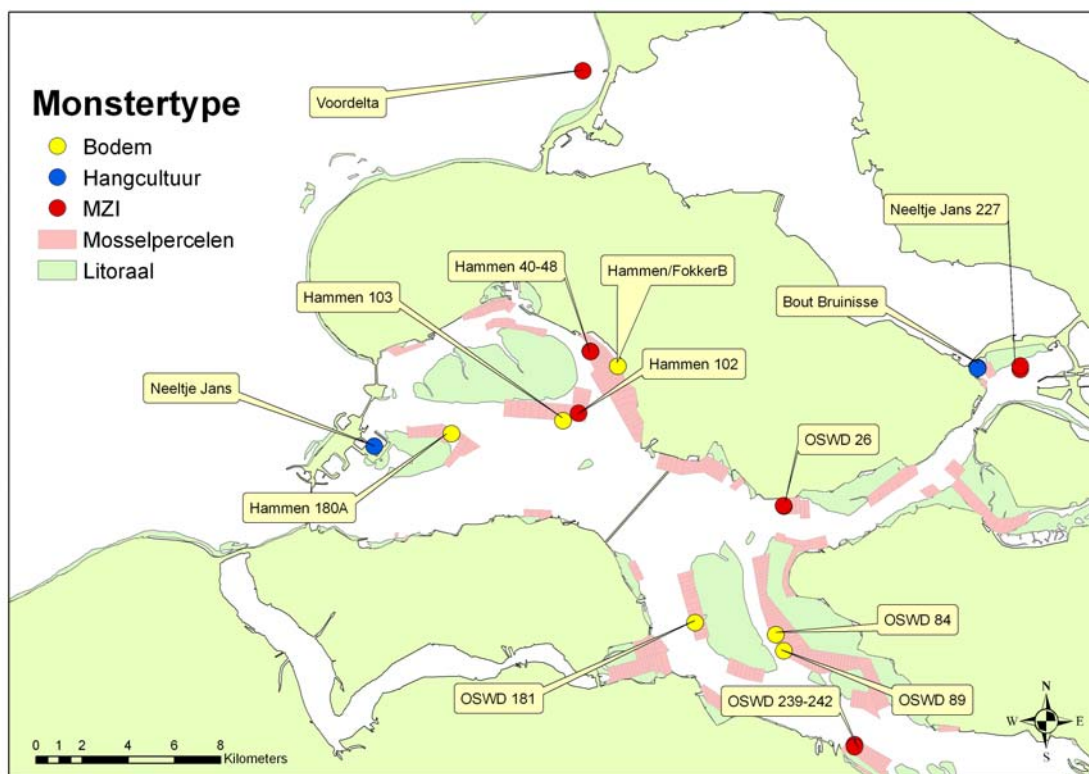 Monstertype
Bodem
Hangcultuur
MZI
Mosselpercelen
Litoraal
Voordelta
Neeltje Jans 227
Hammen 40-48
Hammen/FokkerB
Hammen 103
Bout Bruinisse
Hammen 102
Neeltje Jans
OSWD 26
Hammen 180A
OSWD 84
OSWD 181
OSWD 239-242
OSWD 89
N
W E
S
0 1 2 4 6 8
Kilometers